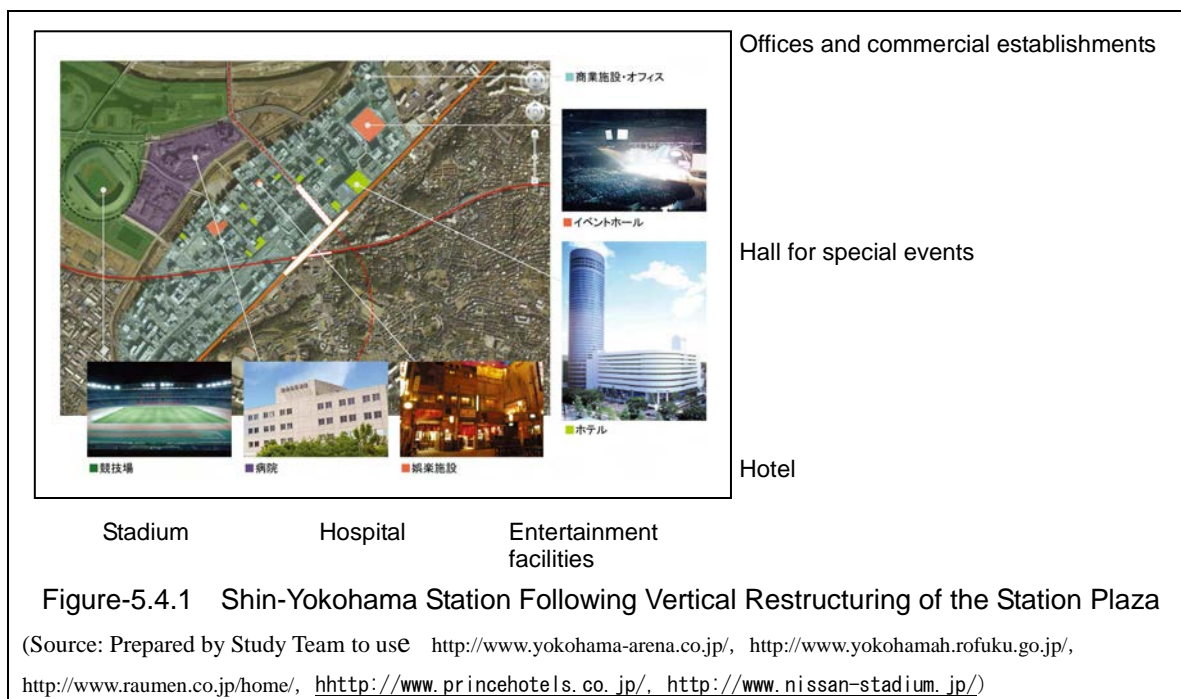 Offices and commercial establishments
商業施設・オフィス
イベントホール
Hall for special events
ホテル
Hotel
競技場 病院 娯楽施設
Stadium Hospital Entertainment
facilities
Figure-5.4.1 Shin-Yokohama Station Following Vertical Restructuring of the Station Plaza
(Source: Prepared by Study Team to use http://www.yokohama-arena.co.jp/, http://www.yokohamah.rofuku.go.jp/,
http://www.raumen.co.jp/home/, hhttp://www.princehotels.co.jp/, http://www.nissan-stadium.jp/)